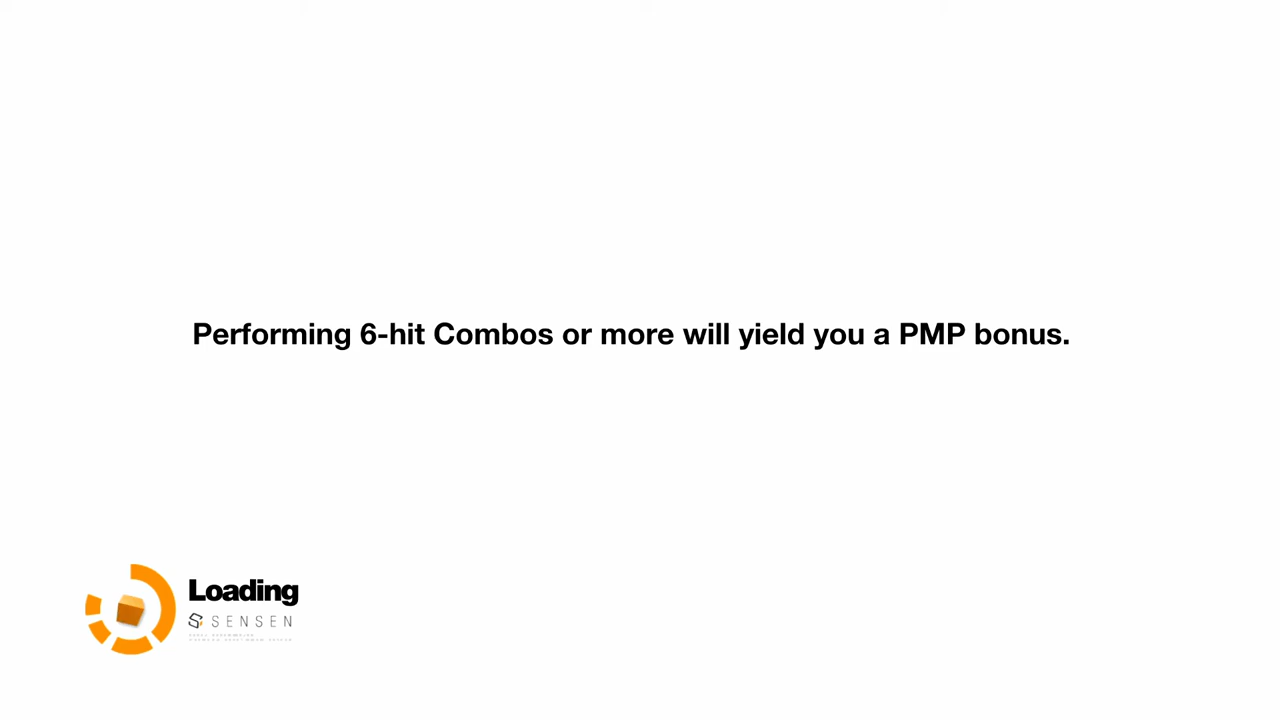 Performing 6-hit Combos or more will yield you a PMP bonus.
Loading
SENSEN